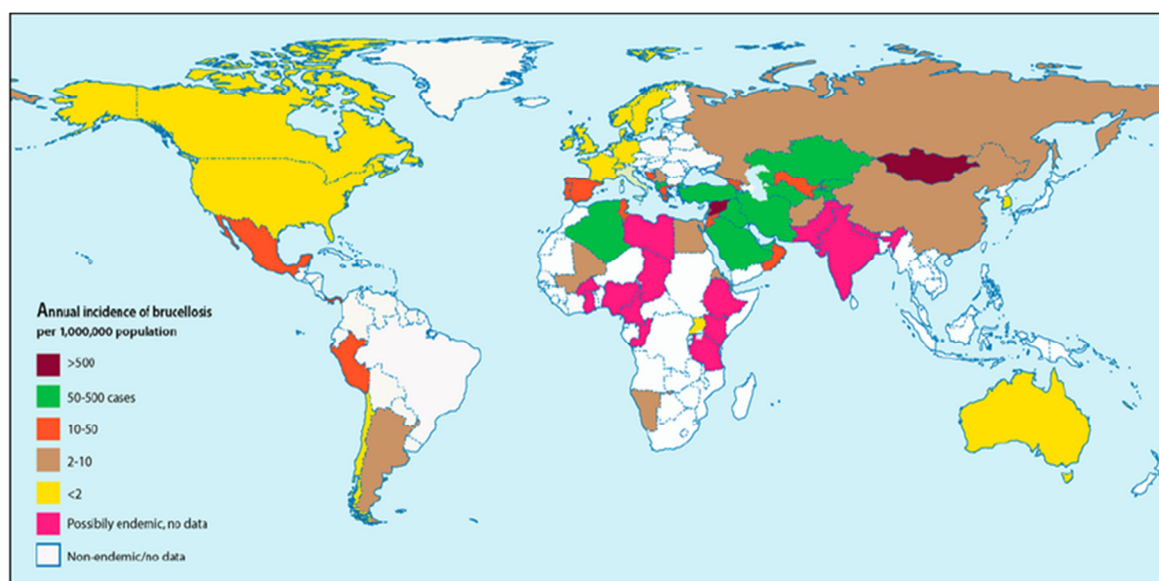 Annual incidence of brucellosis
per 1,000,000 population
>500
50-500 cases
10-50
2-10
<2
Possibily endemic, no data
Non-endemic/no data